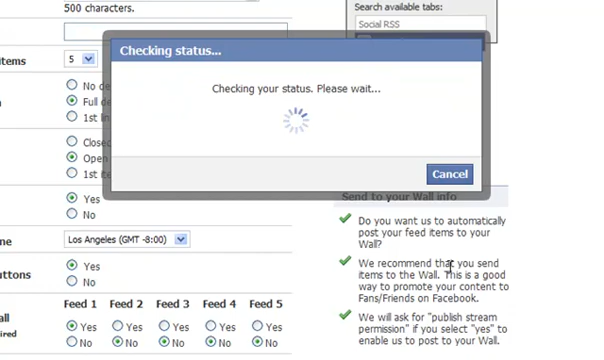 500 characters.
Search available tabs:
Social RSS
Checking status...
Checking your status. Please wait...
Cancel
items
5
No de
Full de
1st lin
Closed
Open
1st ite
Yes
No
ne
Los Angeles (GMT -8:00)
uttons
Yes
No
Feed 1 Feed 2 Feed 3 Feed 4 Feed 5
all
Yes Yes Yes Yes Yes
ired
No No No No No
Send to your Wall info
Do you want us to automatically
post your feed items to your
Wall?
We recommend that you send
items to the Wall. This is a good
way to promote your content to
Fans/Friends on Facebook.
We will ask for "publish stream
permission" if you select "yes" to
enable us to post to your Wall.